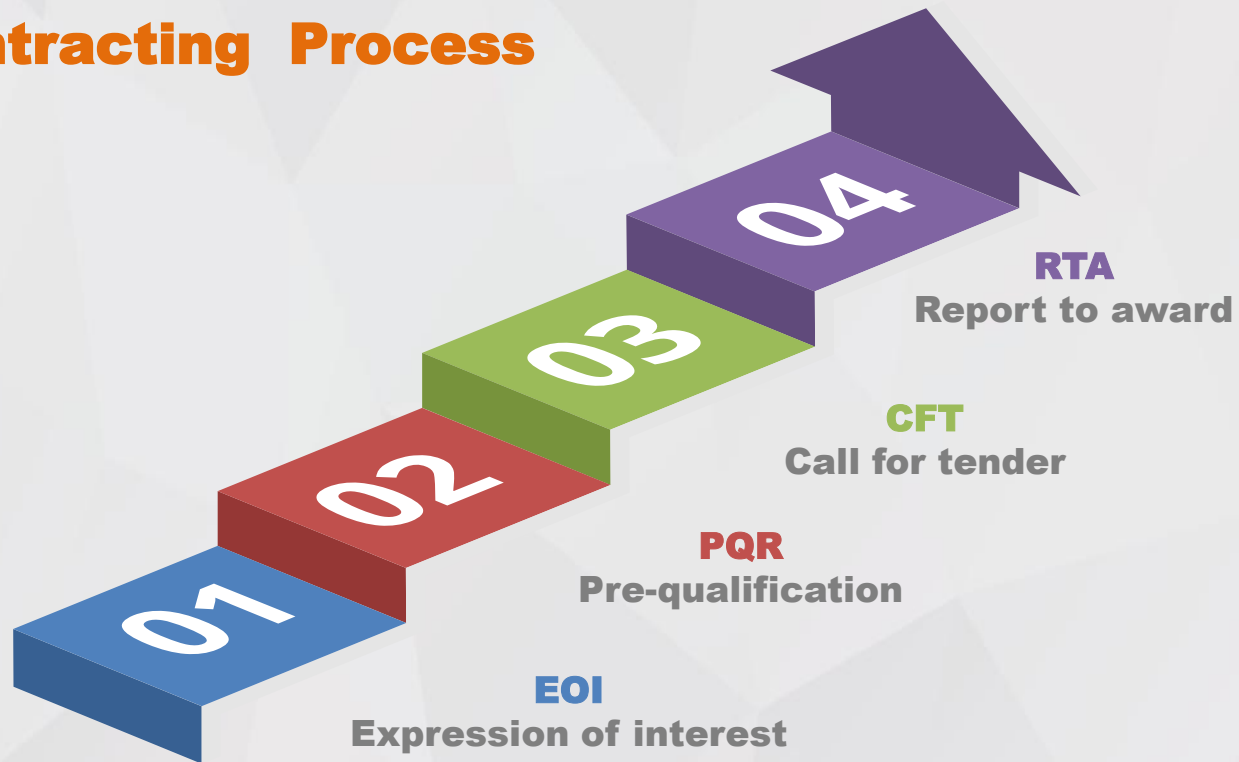 ntracting Process
04
RTA
Report to award
03
CFT
Call for tender
02
PQR
Pre-qualification
01
EOI
Expression of interest